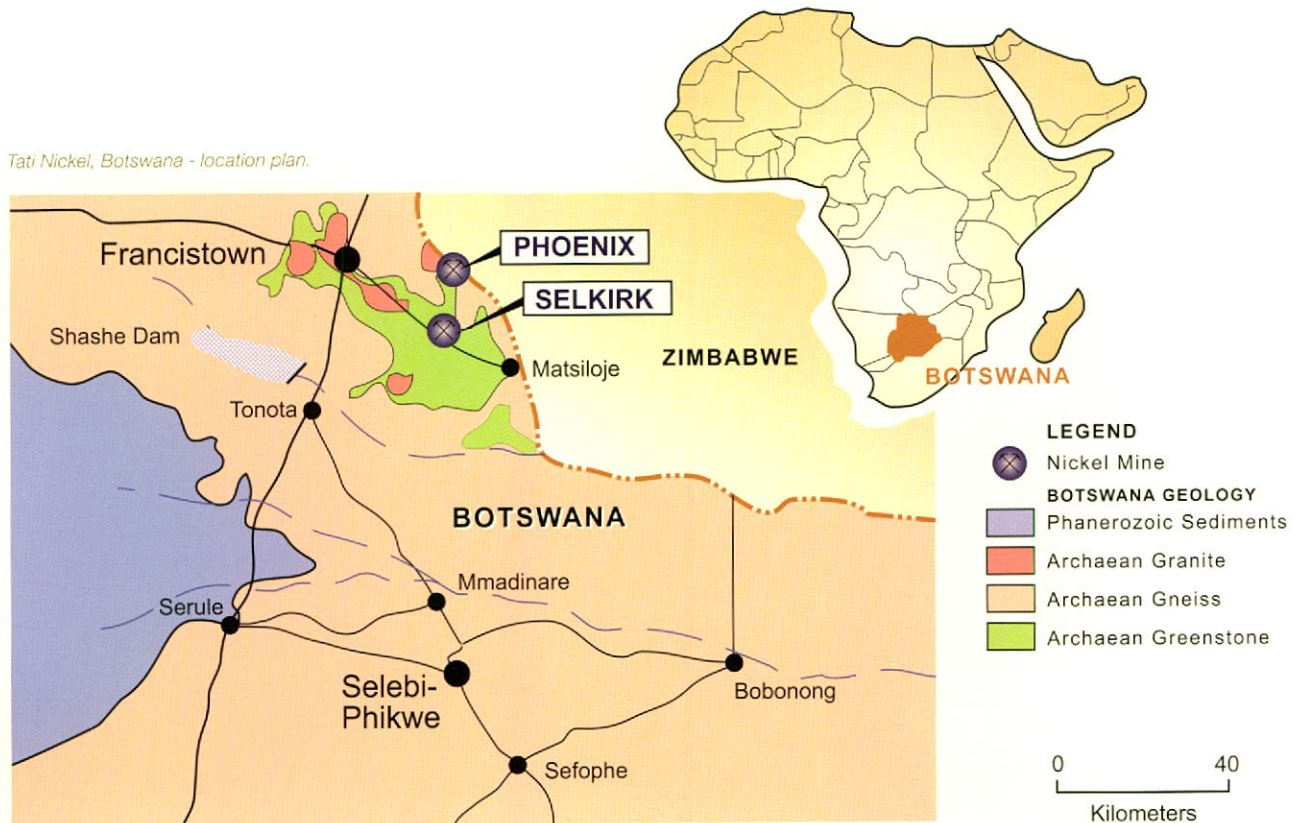 Tati Nickel, Botswana - location plan.
Francistown
PHOENIX
SELKIRK
Shashe Dam
ZIMBABWE
Matsiloje
BOTSWANA
Tonota
BOTSWANA
Mmadinare
Serule
Selebi-
Phikwe
Bobonong
Sefophe
LEGEND
Nickel Mine
BOTSWANA GEOLOGY
Phanerozoic Sediments
Archaean Granite
Archaean Gneiss
Archaean Greenstone
0 40
Kilometers